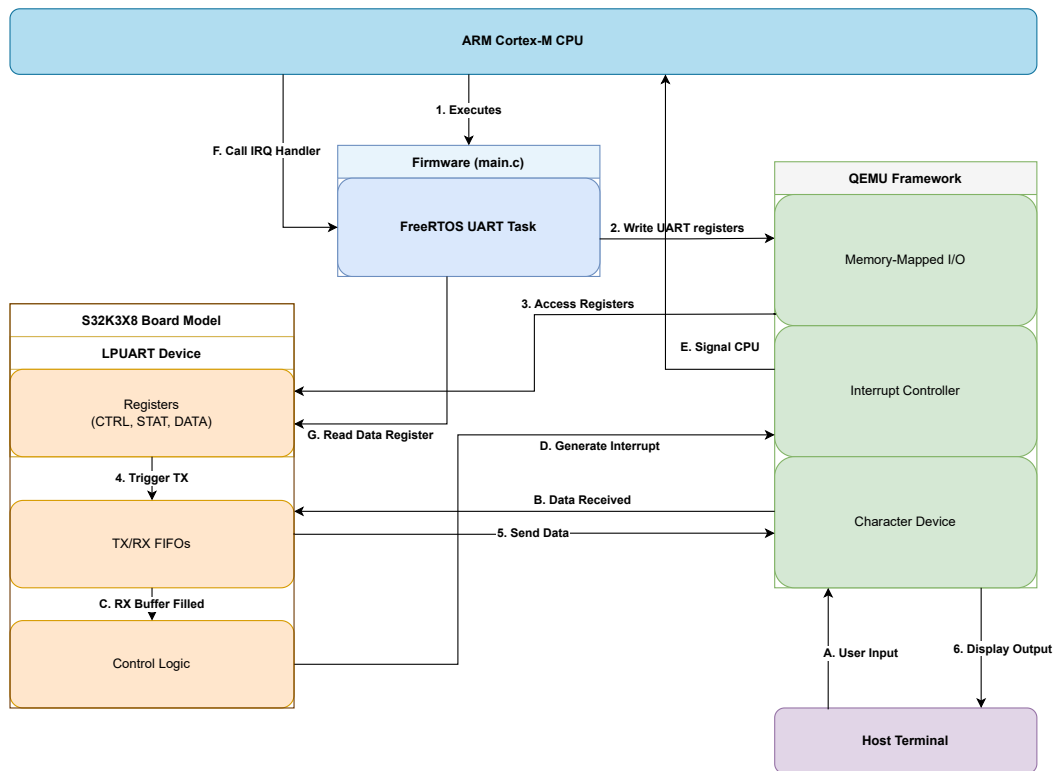 ARM Cortex-M CPU
1. Executes
F. Call IRQ Handler
Firmware (main.c)
QEMU Framework
FreeRTOS UART Task
2. Write UART registers
Memory-Mapped I/O
3. Access Registers
S32K3X8 Board Model
E. Signal CPU
LPUART Device
Registers
(CTRL, STAT, DATA)
Interrupt Controller
G. Read Data Register
D. Generate Interrupt
4. Trigger TX
B. Data Received
Character Device
5. Send Data
TX/RX FIFOs
C. RX Buffer Filled
A. User Input
6. Display Output
Control Logic
Host Terminal